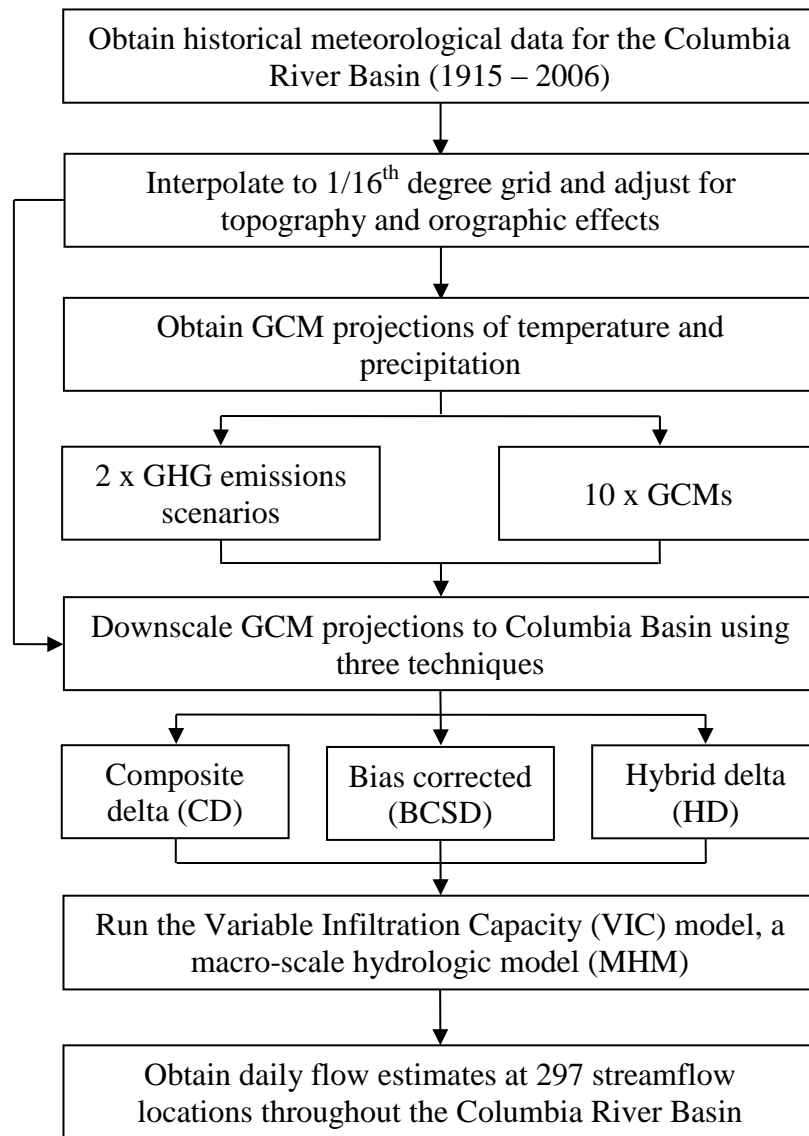 Obtain historical meteorological data for the Columbia
River Basin (1915 – 2006)
Interpolate to 1/16th degree grid and adjust for
topography and orographic effects
Obtain GCM projections of temperature and
precipitation
2 x GHG emissions
scenarios
10 x GCMs
Downscale GCM projections to Columbia Basin using
three techniques
Composite
delta (CD)
Bias corrected
(BCSD)
Hybrid delta
(HD)
Run the Variable Infiltration Capacity (VIC) model, a
macro-scale hydrologic model (MHM)
Obtain daily flow estimates at 297 streamflow
locations throughout the Columbia River Basin